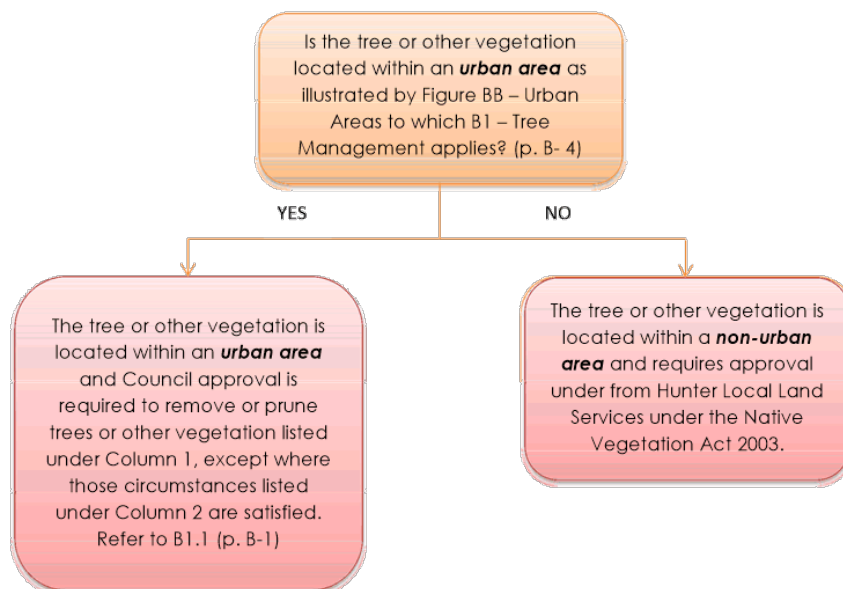 Is the tree or other vegetation
located within an urban area as
illustrated by Figure BB – Urban
Areas to which B1 – Tree
Management applies? (p. B- 4)
YES
NO
The tree or other vegetation is
located within an urban area
and Council approval is
required to remove or prune
trees or other vegetation listed
under Column 1, except where
those circumstances listed
under Column 2 are satisfied.
Refer to B1.1 (p. B-1)
The tree or other vegetation is
located within a non-urban
area and requires approval
under from Hunter Local Land
Services under the Native
Vegetation Act 2003.